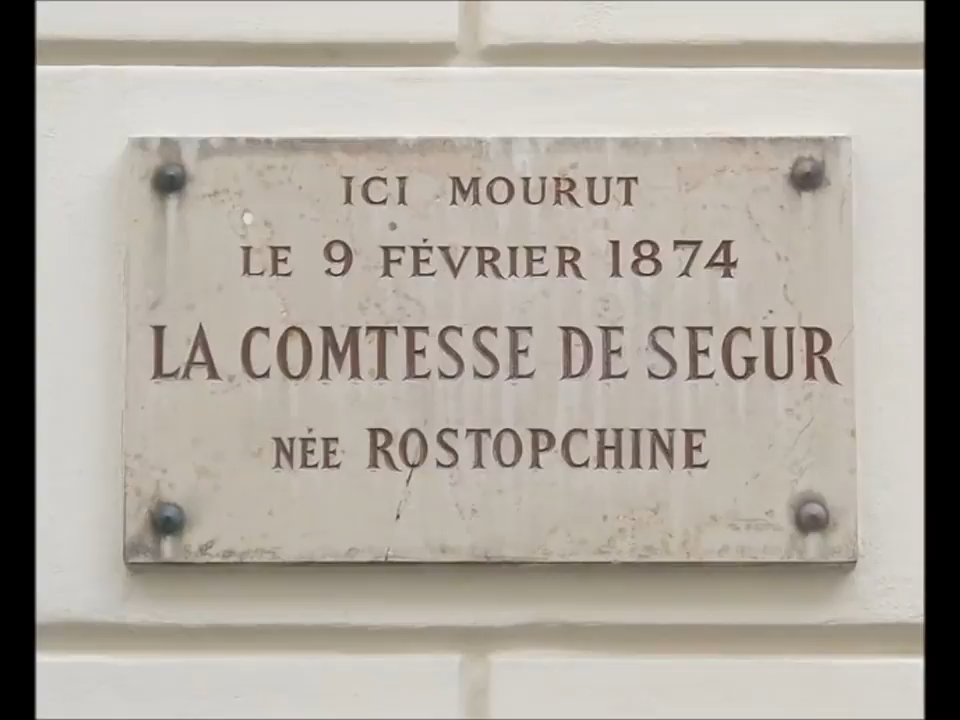 ICI MOURUT
LE 9 FÉVRIER 1874
LA COMTESSE DE SEGUR
NÉE ROSTOPCHINE